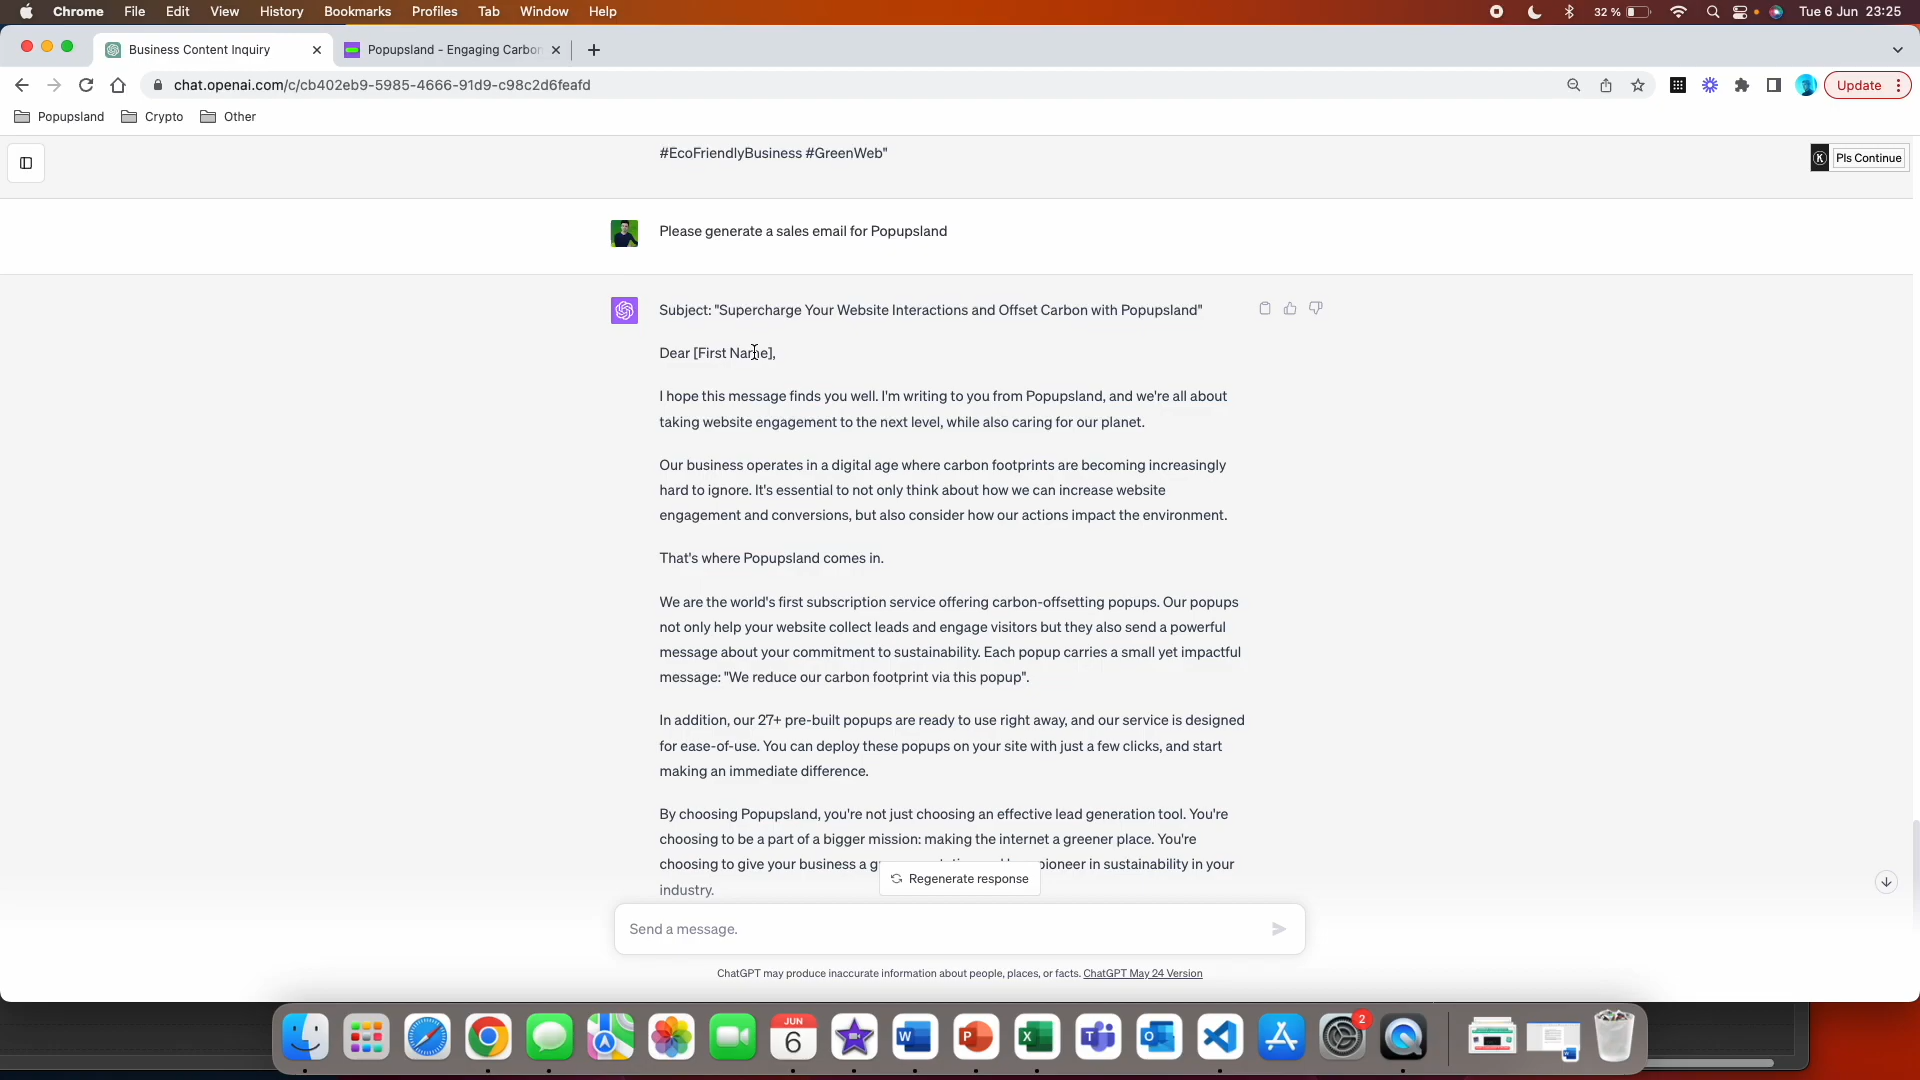 Chrome File Edit View History Bookmarks Profiles Tab Window Help 32 % Tue 6 Jun 23:25
Business Content Inquiry Popupsland - Engaging Carbon
chat.openai.com/c/cb402eb9-5985-4666-91d9-c98c2d6feafd Update
Popupsland Crypto Other
#EcoFriendlyBusiness #GreenWeb"
K Pls Continue
Please generate a sales email for Popupsland
Subject: "Supercharge Your Website Interactions and Offset Carbon with Popupsland"
Dear [First Name],
I hope this message finds you well. I'm writing to you from Popupsland, and we're all about
taking website engagement to the next level, while also caring for our planet.
Our business operates in a digital age where carbon footprints are becoming increasingly
hard to ignore. It's essential to not only think about how we can increase website
engagement and conversions, but also consider how our actions impact the environment.
That's where Popupsland comes in.
We are the world's first subscription service offering carbon-offsetting popups. Our popups
not only help your website collect leads and engage visitors but they also send a powerful
message about your commitment to sustainability. Each popup carries a small yet impactful
message: "We reduce our carbon footprint via this popup".
In addition, our 27+ pre-built popups are ready to use right away, and our service is designed
for ease-of-use. You can deploy these popups on your site with just a few clicks, and start
making an immediate difference.
By choosing Popupsland, you're not just choosing an effective lead generation tool. You're
choosing to be a part of a bigger mission: making the internet a greener place. You're
choosing to give your business a pioneer in sustainability in your
industry.
Regenerate response
Send a message.
ChatGPT may produce inaccurate information about people, places, or facts. ChatGPT May 24 Version
JUN
6
W P X 2